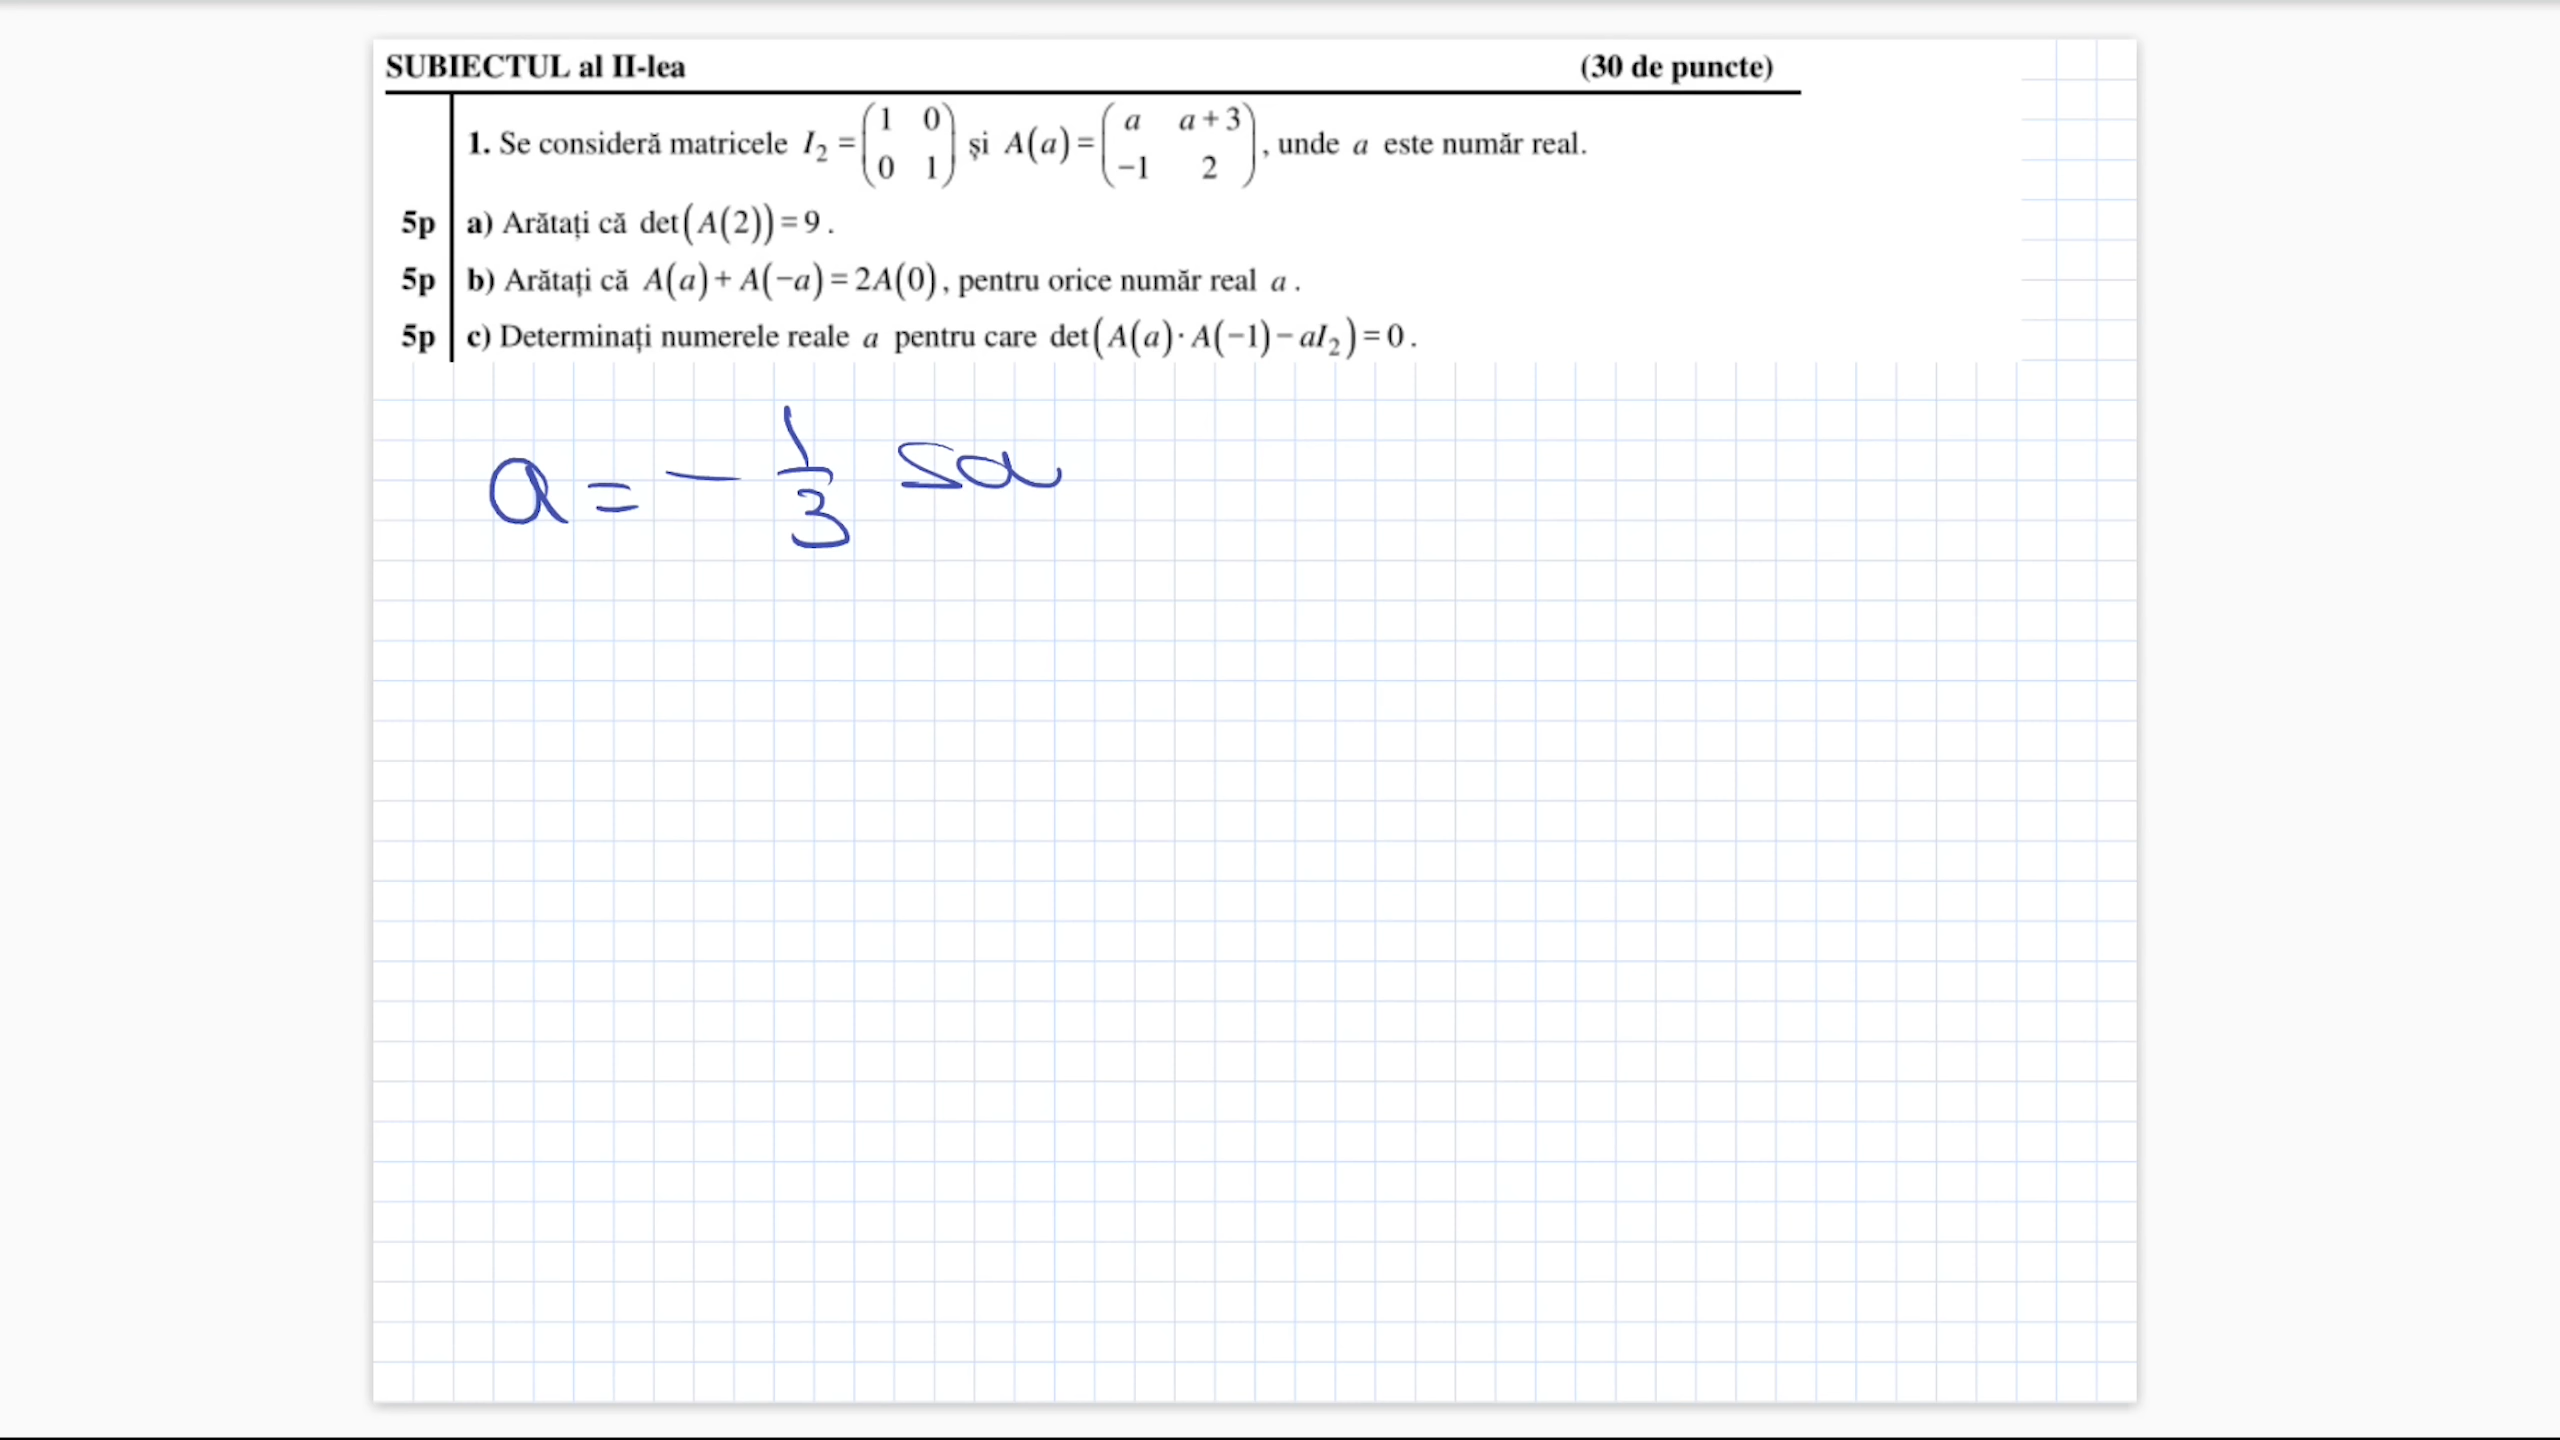 SUBIECTUL al II-lea (30 de puncte)
1. Se consideră matricele I₂ = (1 0; 0 1) și A(a) = (a a+3; −1 2), unde a este număr real.
5p a) Arătați că det(A(2)) = 9.
5p b) Arătați că A(a) + A(−a) = 2A(0), pentru orice număr real a.
5p c) Determinați numerele reale a pentru care det(A(a)·A(−1) − aI₂) = 0.
a = − 1/3 sa